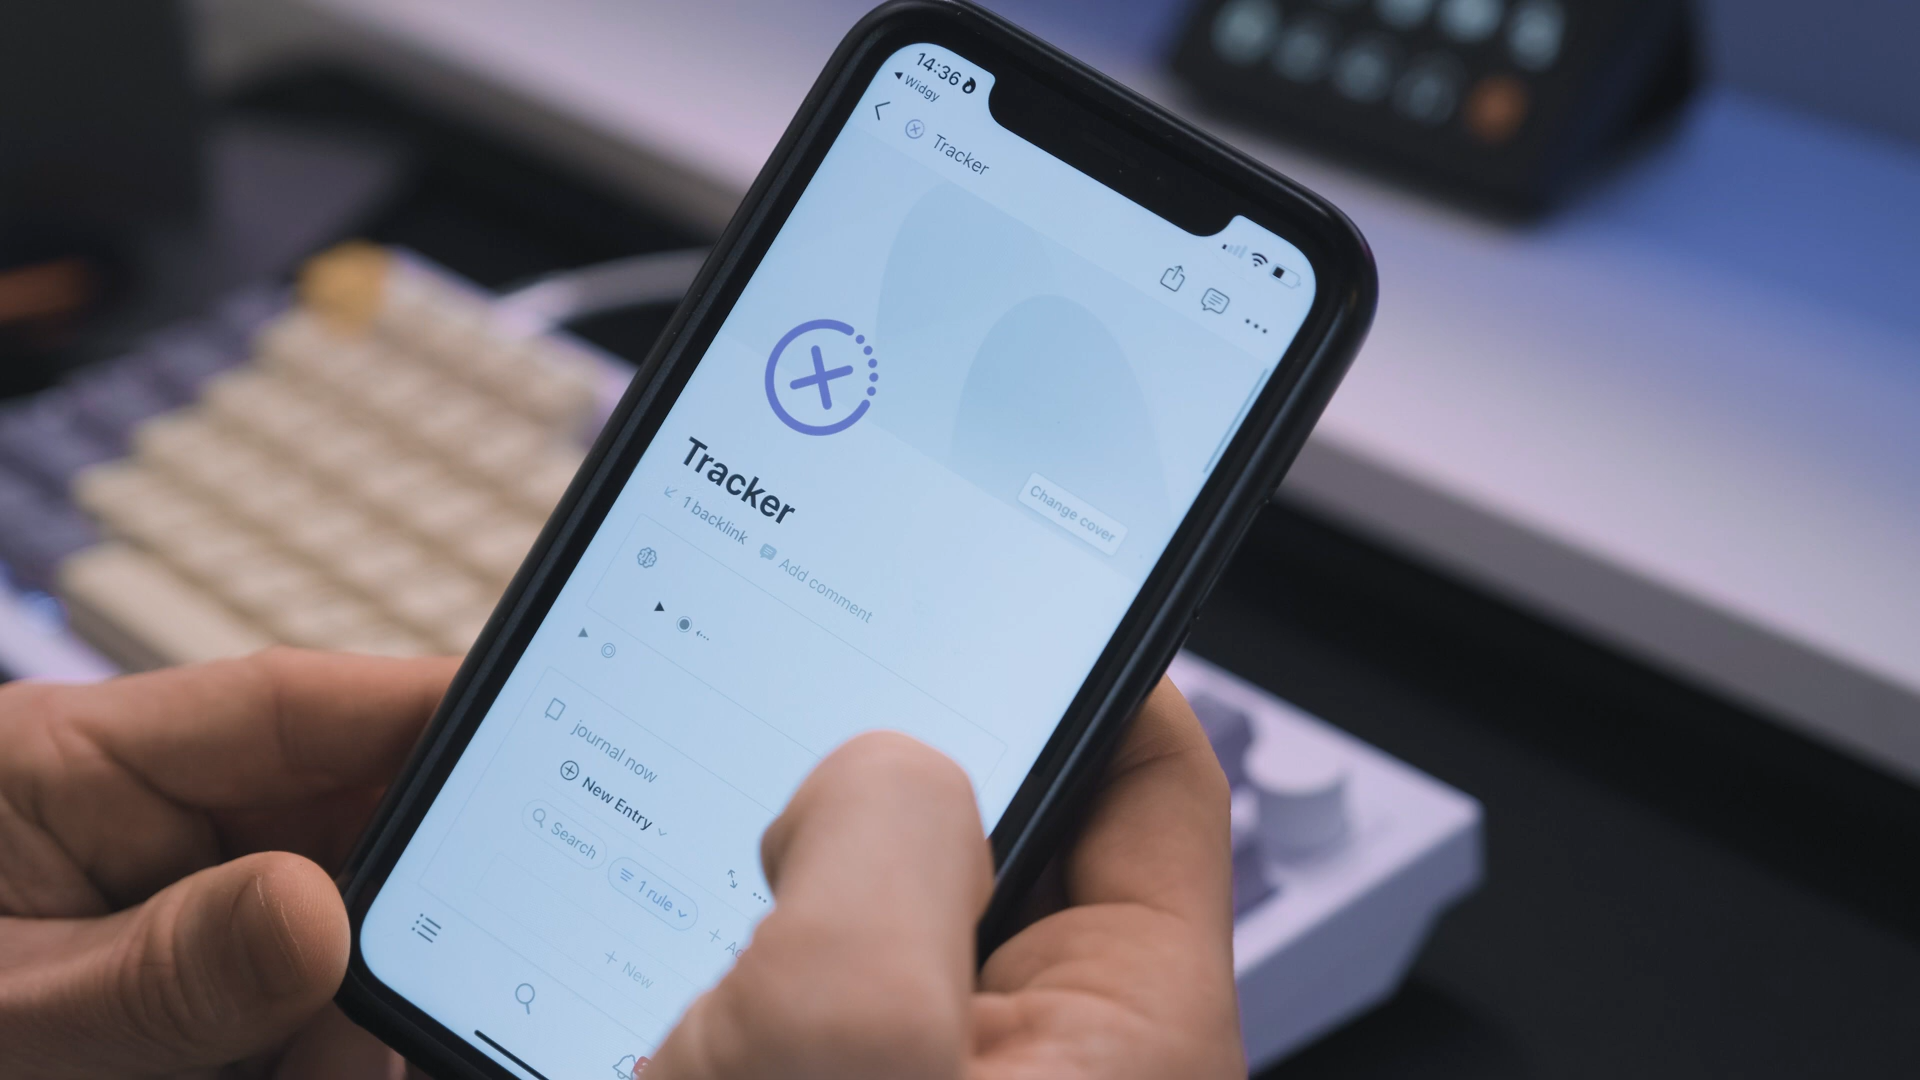 14:36
Widgy
Tracker
Change cover
Tracker
1 backlink Add comment
journal now
New Entry
Search 1 rule
New